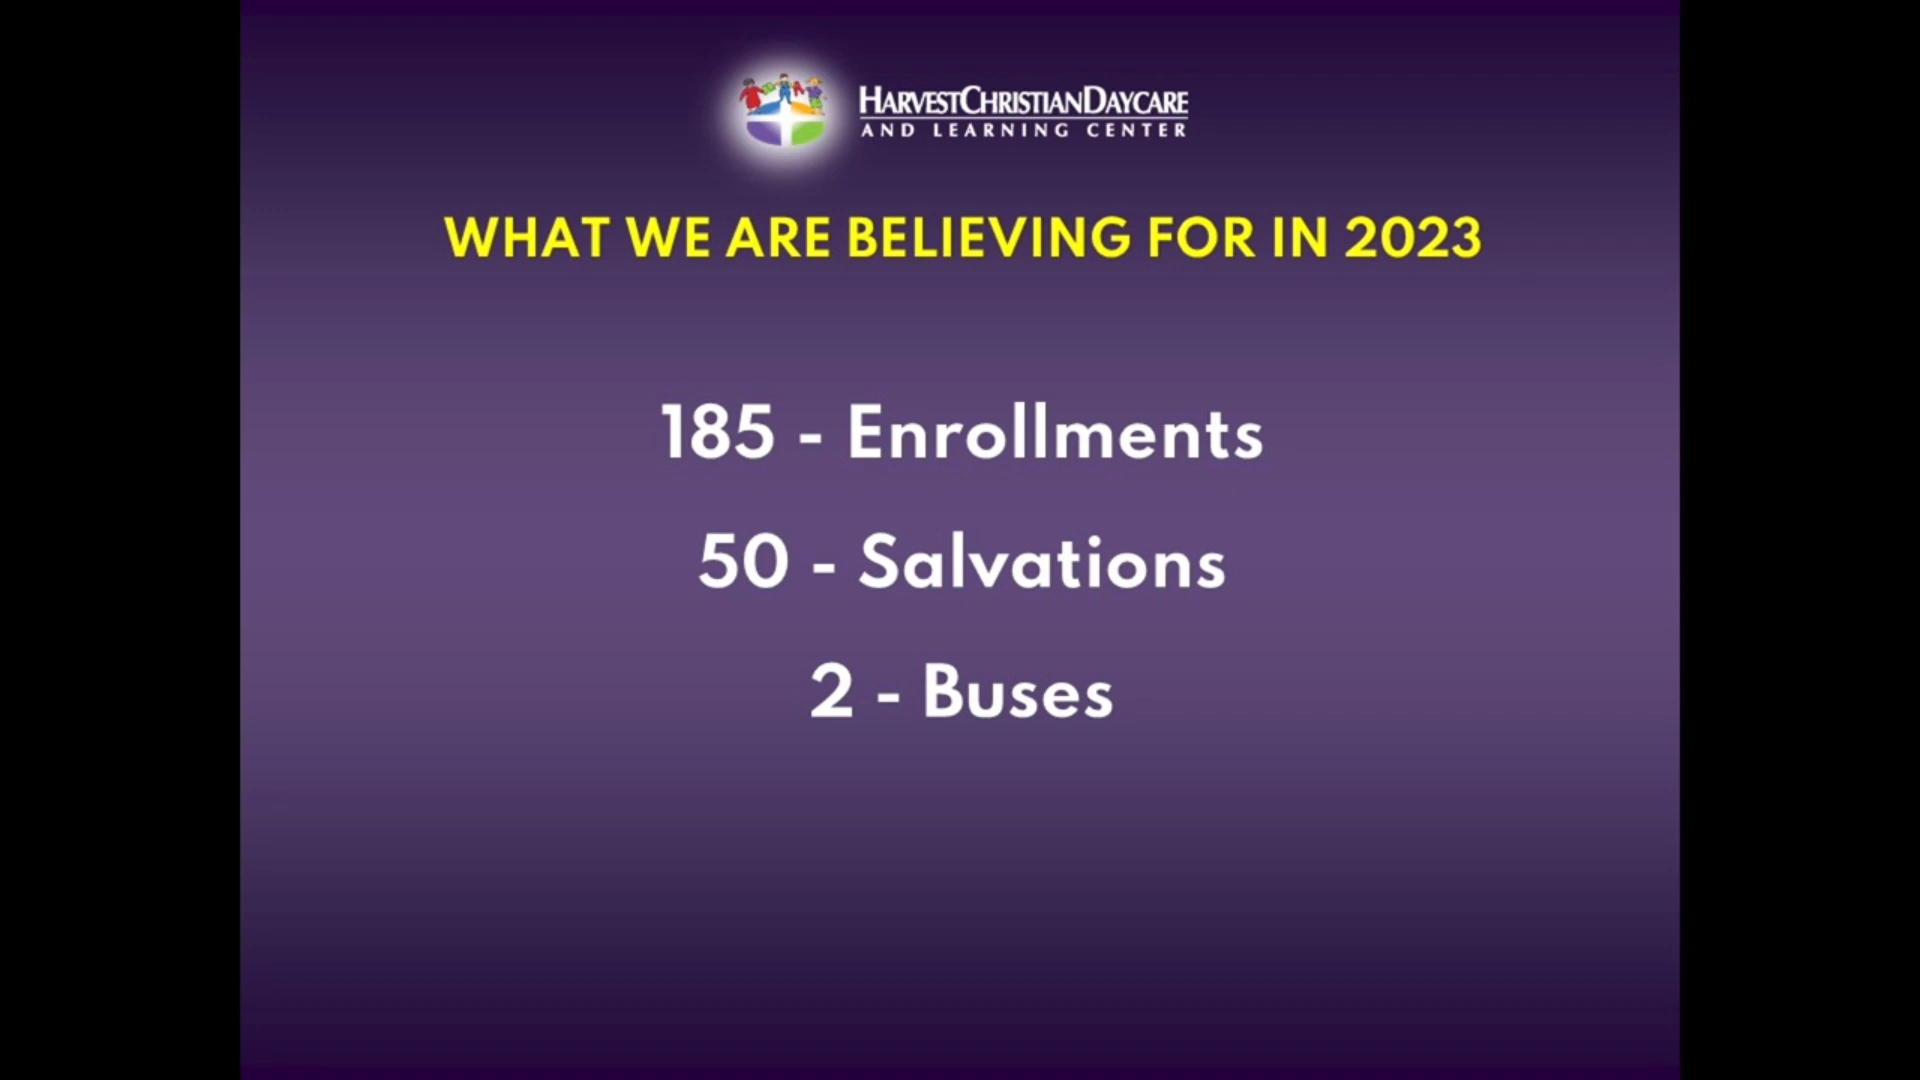 HARVESTCHRISTIANDAYCARE
AND LEARNING CENTER
WHAT WE ARE BELIEVING FOR IN 2023
185 - Enrollments
50 - Salvations
2 - Buses